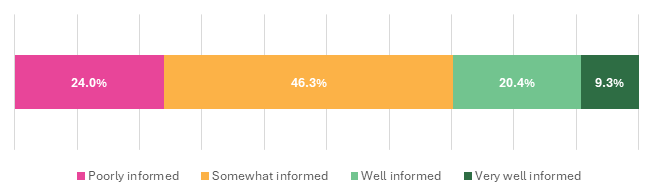 24.0% 46.3% 20.4% 9.3%
Poorly informed Somewhat informed Well informed Very well informed